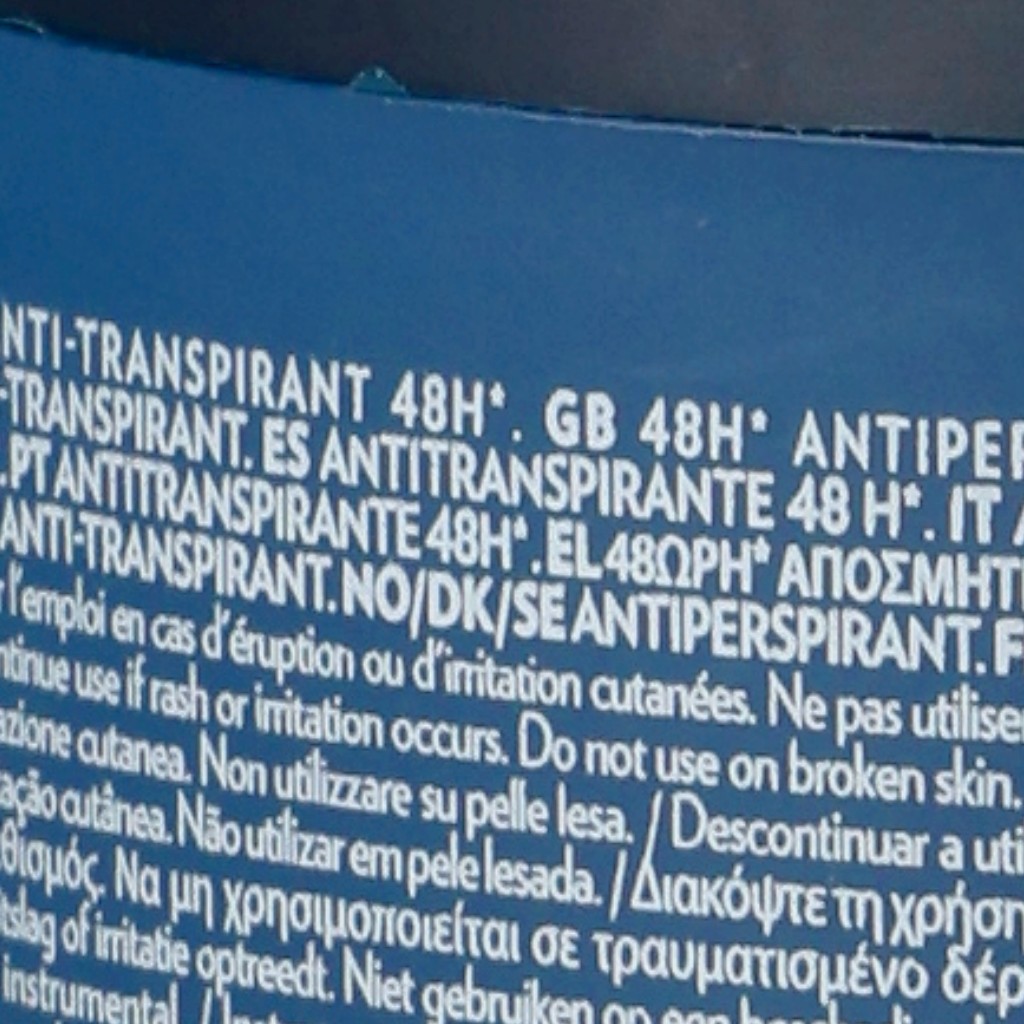 NTI-TRANSPIRANT 48H*. GB 48H* ANTIPER
-TRANSPIRANT. ES ANTITRANSPIRANTE 48 H*. IT
. PT ANTITRANSPIRANTE 48H*. EL 48ΩΡΗ* ΑΠΟΣΜΗΤΙ
ANTI-TRANSPIRANT. NO/DK/SE ANTIPERSPIRANT. F
r l'emploi en cas d'éruption ou d'irritation cutanées. Ne pas utiliser
ntinue use if rash or irritation occurs. Do not use on broken skin.
azione cutanea. Non utilizzare su pelle lesa. / Descontinuar a uti
ação cutânea. Não utilizar em pele lesada. / Διακόψτε τη χρήση
θισμός. Να μη χρησιμοποιείται σε τραυματισμένο δέρ
tslag of irritatie optreedt. Niet gebruiken op een
instrumental /